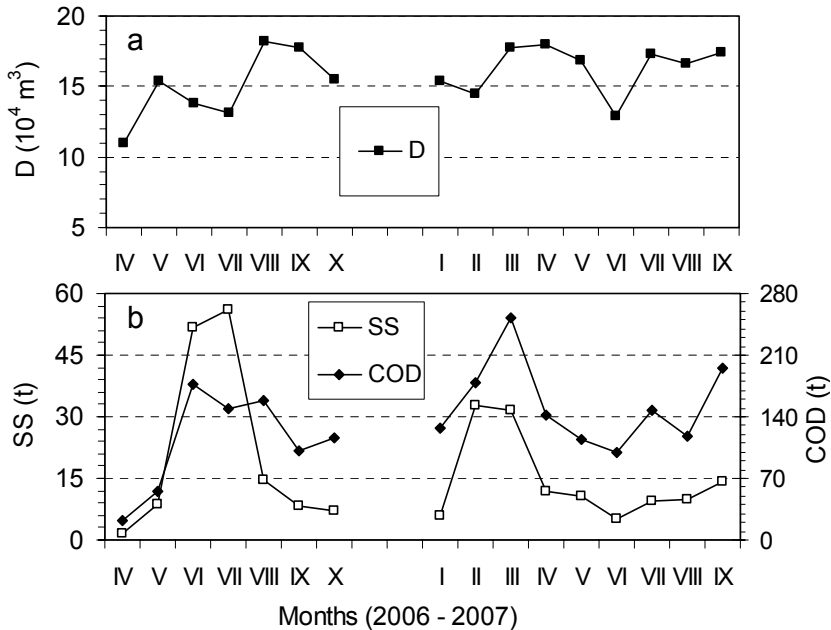 20
15
10
5
D (10⁴ m³)
a
D
IV V VI VII VIII IX X I II III IV V VI VII VIII IX
60
45
30
15
0
SS (t)
b
SS
COD
280
210
140
70
0
COD (t)
IV V VI VII VIII IX X I II III IV V VI VII VIII IX
Months (2006 - 2007)